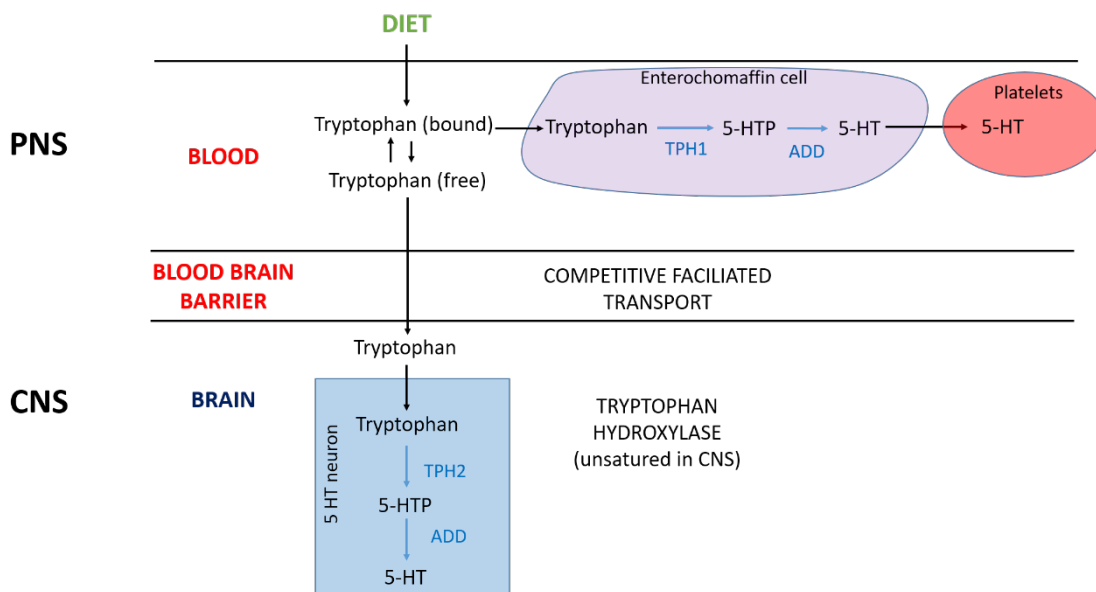 DIET
PNS
BLOOD
Tryptophan (bound)
Tryptophan (free)
Enterochomaffin cell
Tryptophan
TPH1
5-HTP
ADD
5-HT
Platelets
5-HT
BLOOD BRAIN
BARRIER
COMPETITIVE FACILIATED
TRANSPORT
Tryptophan
CNS
BRAIN
5 HT neuron
Tryptophan
TPH2
5-HTP
ADD
5-HT
TRYPTOPHAN
HYDROXYLASE
(unsatured in CNS)